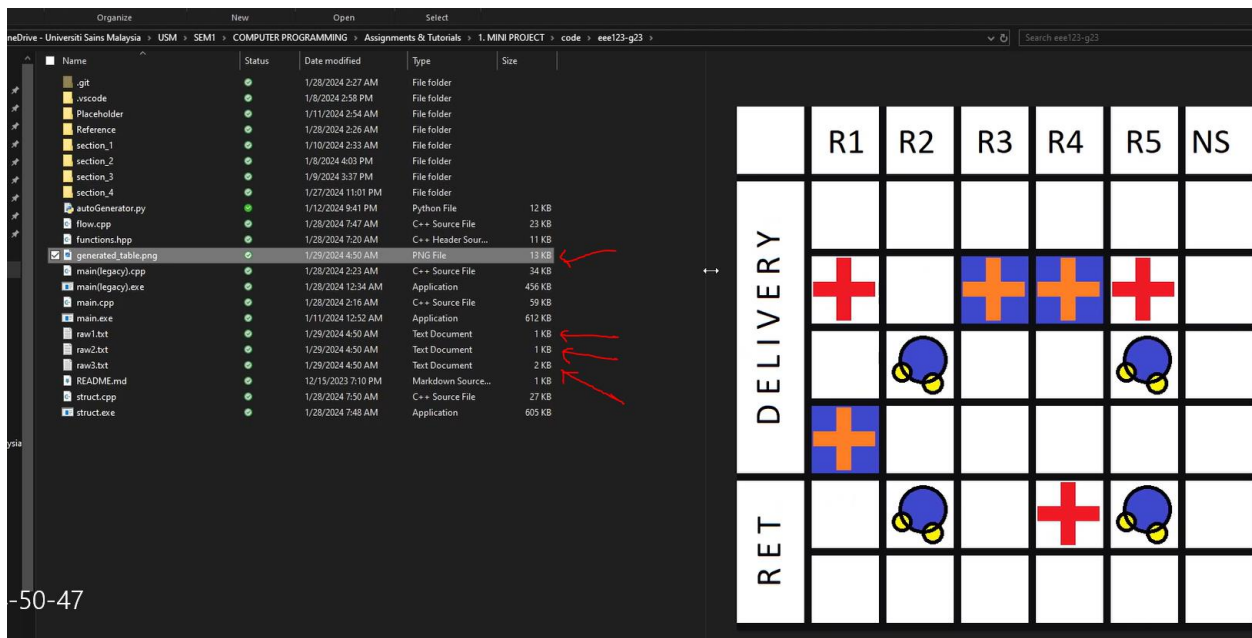 Organize New Open Select
neDrive - Universiti Sains Malaysia › USM › SEM1 › COMPUTER PROGRAMMING › Assignments & Tutorials › 1. MINI PROJECT › code › eee123-g23 ›
Search eee123-g23
Name Status Date modified Type Size
.git 1/28/2024 2:27 AM File folder
.vscode 1/8/2024 2:58 PM File folder
Placeholder 1/11/2024 2:54 AM File folder
Reference 1/28/2024 2:26 AM File folder
section_1 1/10/2024 2:33 AM File folder
section_2 1/8/2024 4:03 PM File folder
section_3 1/9/2024 3:37 PM File folder
section_4 1/27/2024 11:01 PM File folder
autoGenerator.py 1/12/2024 9:41 PM Python File 12 KB
flow.cpp 1/28/2024 7:47 AM C++ Source File 23 KB
functions.hpp 1/28/2024 7:20 AM C++ Header Sour... 11 KB
generated_table.png 1/29/2024 4:50 AM PNG File 13 KB
main(legacy).cpp 1/28/2024 2:23 AM C++ Source File 34 KB
main(legacy).exe 1/28/2024 12:34 AM Application 456 KB
main.cpp 1/28/2024 2:16 AM C++ Source File 59 KB
main.exe 1/11/2024 12:52 AM Application 612 KB
raw1.txt 1/29/2024 4:50 AM Text Document 1 KB
raw2.txt 1/29/2024 4:50 AM Text Document 1 KB
raw3.txt 1/29/2024 4:50 AM Text Document 2 KB
README.md 12/15/2023 7:10 PM Markdown Source... 1 KB
struct.cpp 1/28/2024 7:50 AM C++ Source File 27 KB
struct.exe 1/28/2024 7:48 AM Application 605 KB
ysia
-50-47
R1 R2 R3 R4 R5 NS
DELIVERY
RET